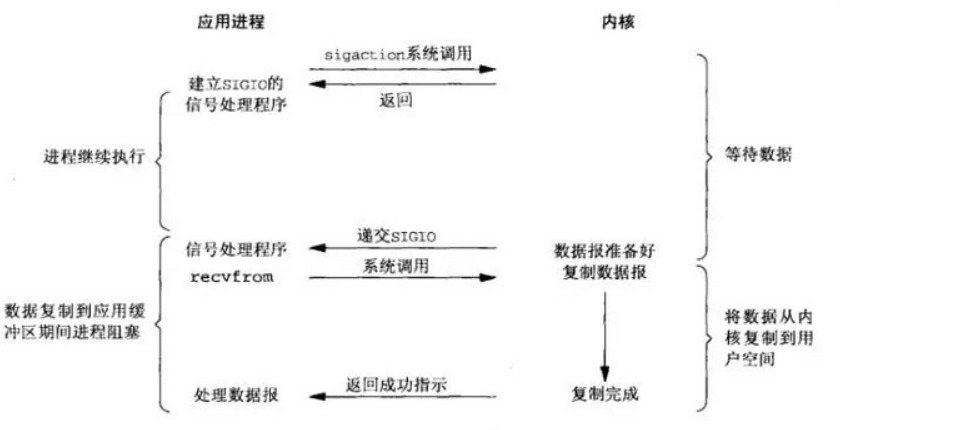 应用进程
内核
sigaction系统调用
建立SIGIO的
信号处理程序
返回
进程继续执行
等待数据
递交SIGIO
信号处理程序
数据报准备好
系统调用
recvfrom
复制数据报
数据复制到应用缓
冲区期间进程阻塞
将数据从内
核复制到用
户空间
返回成功指示
处理数据报
复制完成